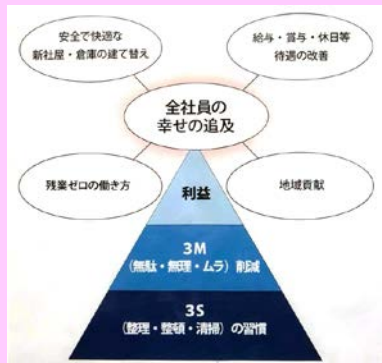 安全で快適な
新社屋・倉庫の建て替え
給与・賞与・休日等
待遇の改善
全社員の
幸せの追及
残業ゼロの働き方
地域貢献
利益
3M
(無駄・無理・ムラ)削減
3S
(整理・整頓・清掃)の習慣